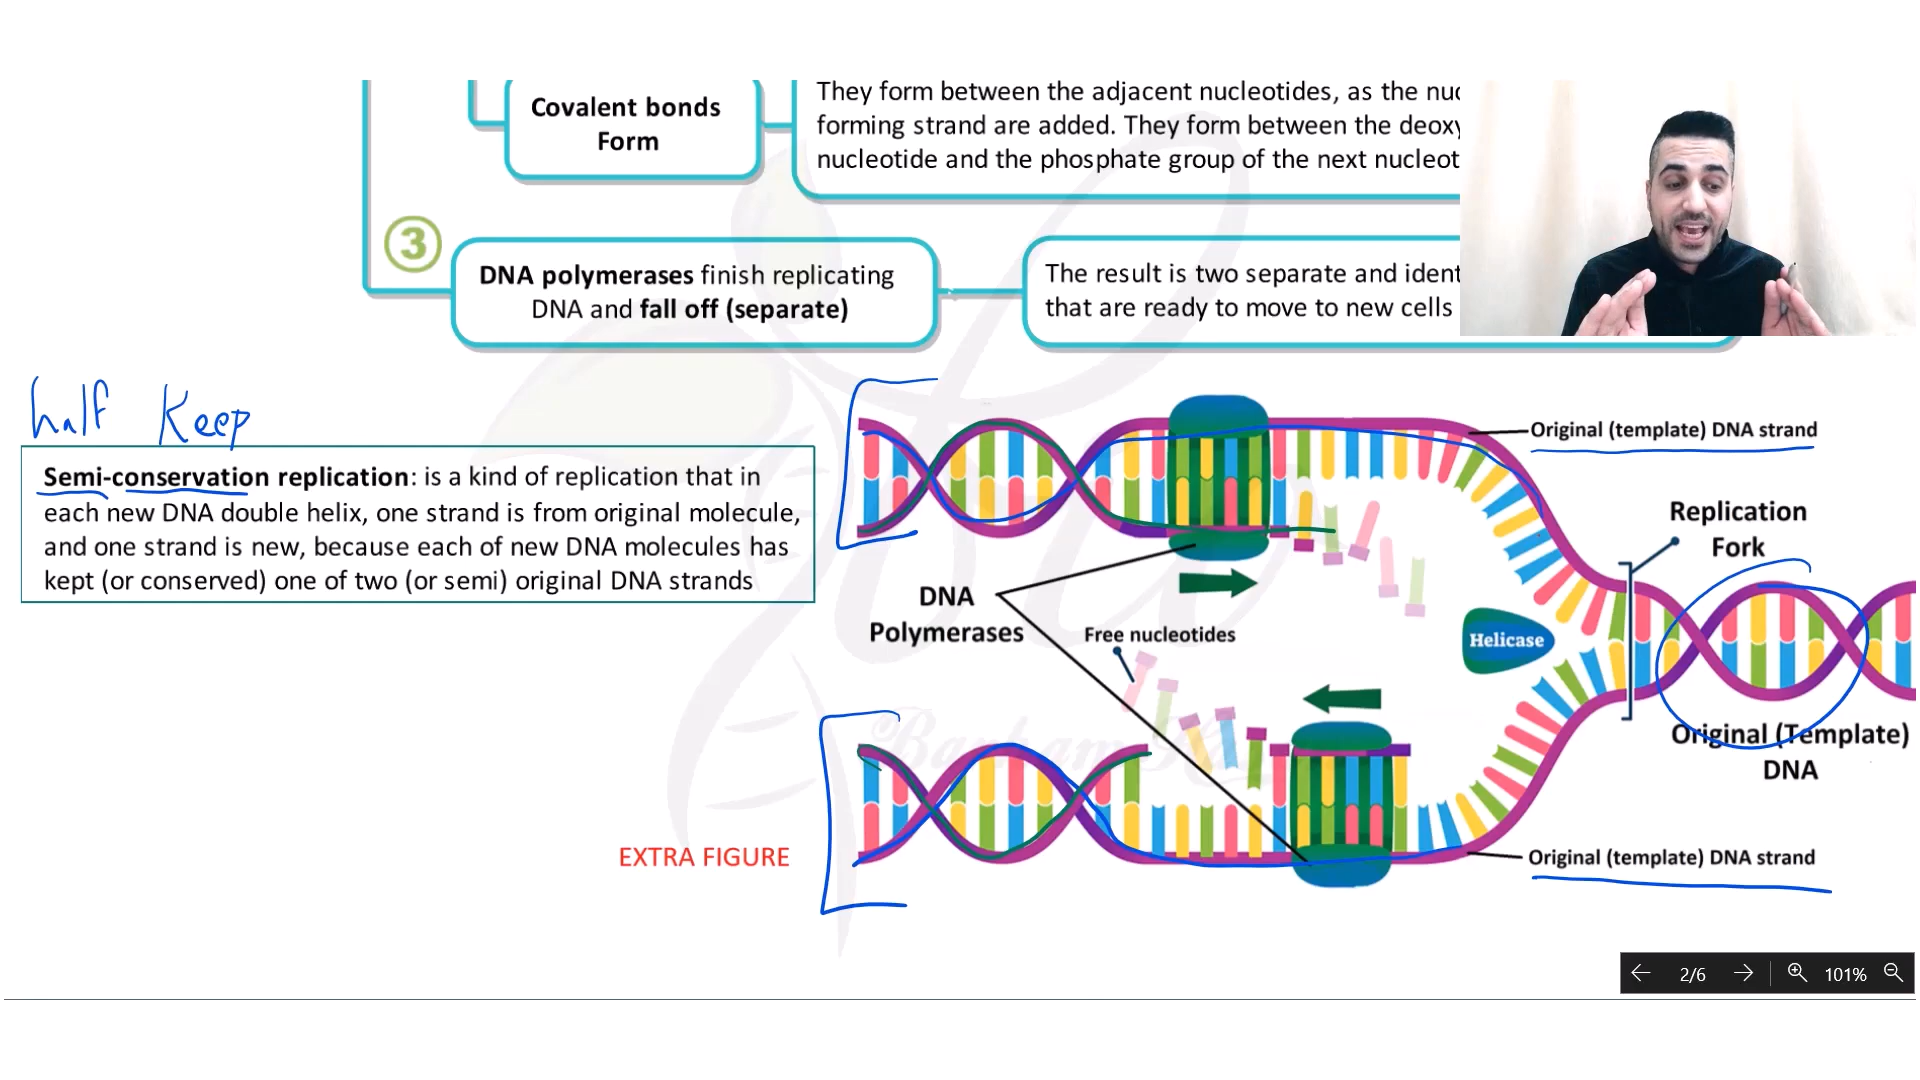 Covalent bonds
Form
They form between the adjacent nucleotides, as the nuc
forming strand are added. They form between the deoxy
nucleotide and the phosphate group of the next nucleot
3
DNA polymerases finish replicating
DNA and fall off (separate)
The result is two separate and ident
that are ready to move to new cells
half Keep
Semi-conservation replication: is a kind of replication that in
each new DNA double helix, one strand is from original molecule,
and one strand is new, because each of new DNA molecules has
kept (or conserved) one of two (or semi) original DNA strands
Original (template) DNA strand
Replication
Fork
DNA
Polymerases
Free nucleotides
Helicase
Original (Template)
DNA
EXTRA FIGURE
Original (template) DNA strand
2/6
101%